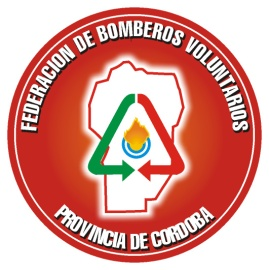 FEDERACION DE BOMBEROS VOLUNTARIOS
PROVINCIA DE CORDOBA